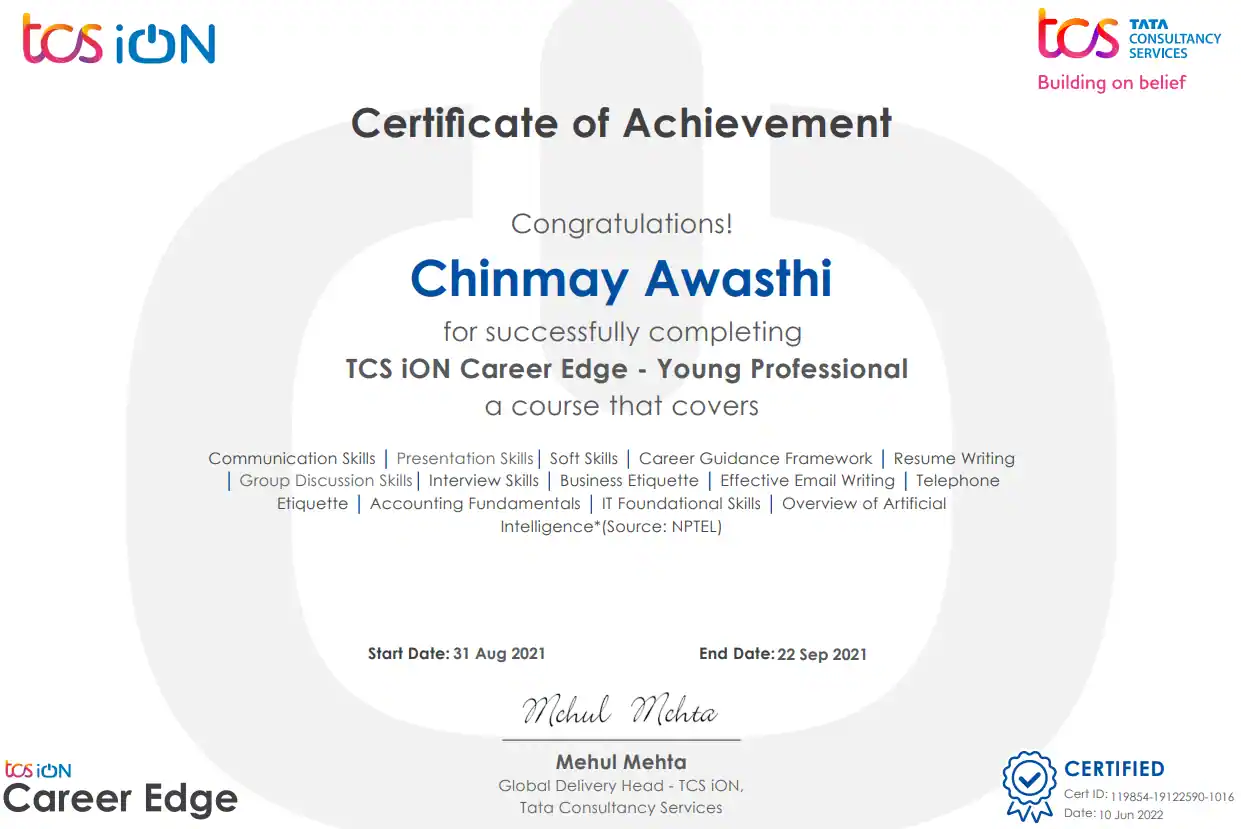 tcs iON
tcs TATA
CONSULTANCY
SERVICES
Building on belief
Certificate of Achievement
Congratulations!
Chinmay Awasthi
for successfully completing
TCS iON Career Edge - Young Professional
a course that covers
Communication Skills | Presentation Skills | Soft Skills | Career Guidance Framework | Resume Writing
| Group Discussion Skills | Interview Skills | Business Etiquette | Effective Email Writing | Telephone
Etiquette | Accounting Fundamentals | IT Foundational Skills | Overview of Artificial
Intelligence*(Source: NPTEL)
Start Date: 31 Aug 2021 End Date: 22 Sep 2021
Mehul Mehta
Mehul Mehta
Global Delivery Head - TCS iON,
Tata Consultancy Services
tcs iON
Career Edge
CERTIFIED
Cert ID: 119854-19122590-1016
Date: 10 Jun 2022